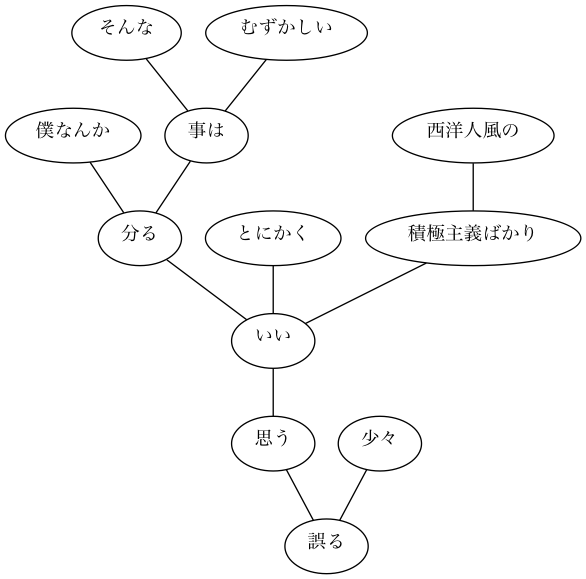 そんな
むずかしい
僕なんか
事は
西洋人風の
分る
とにかく
積極主義ばかり
いい
思う
少々
誤る